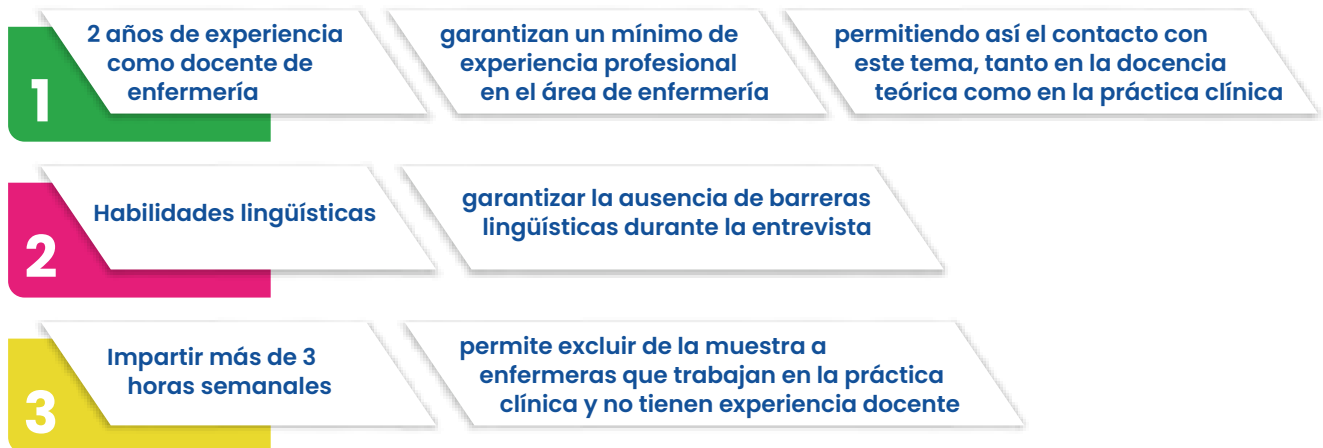 1
2 años de experiencia
como docente de
enfermería
garantizan un mínimo de
experiencia profesional
en el área de enfermería
permitiendo así el contacto con
este tema, tanto en la docencia
teórica como en la práctica clínica
2
Habilidades lingüísticas
garantizar la ausencia de barreras
lingüísticas durante la entrevista
3
Impartir más de 3
horas semanales
permite excluir de la muestra a
enfermeras que trabajan en la práctica
clínica y no tienen experiencia docente